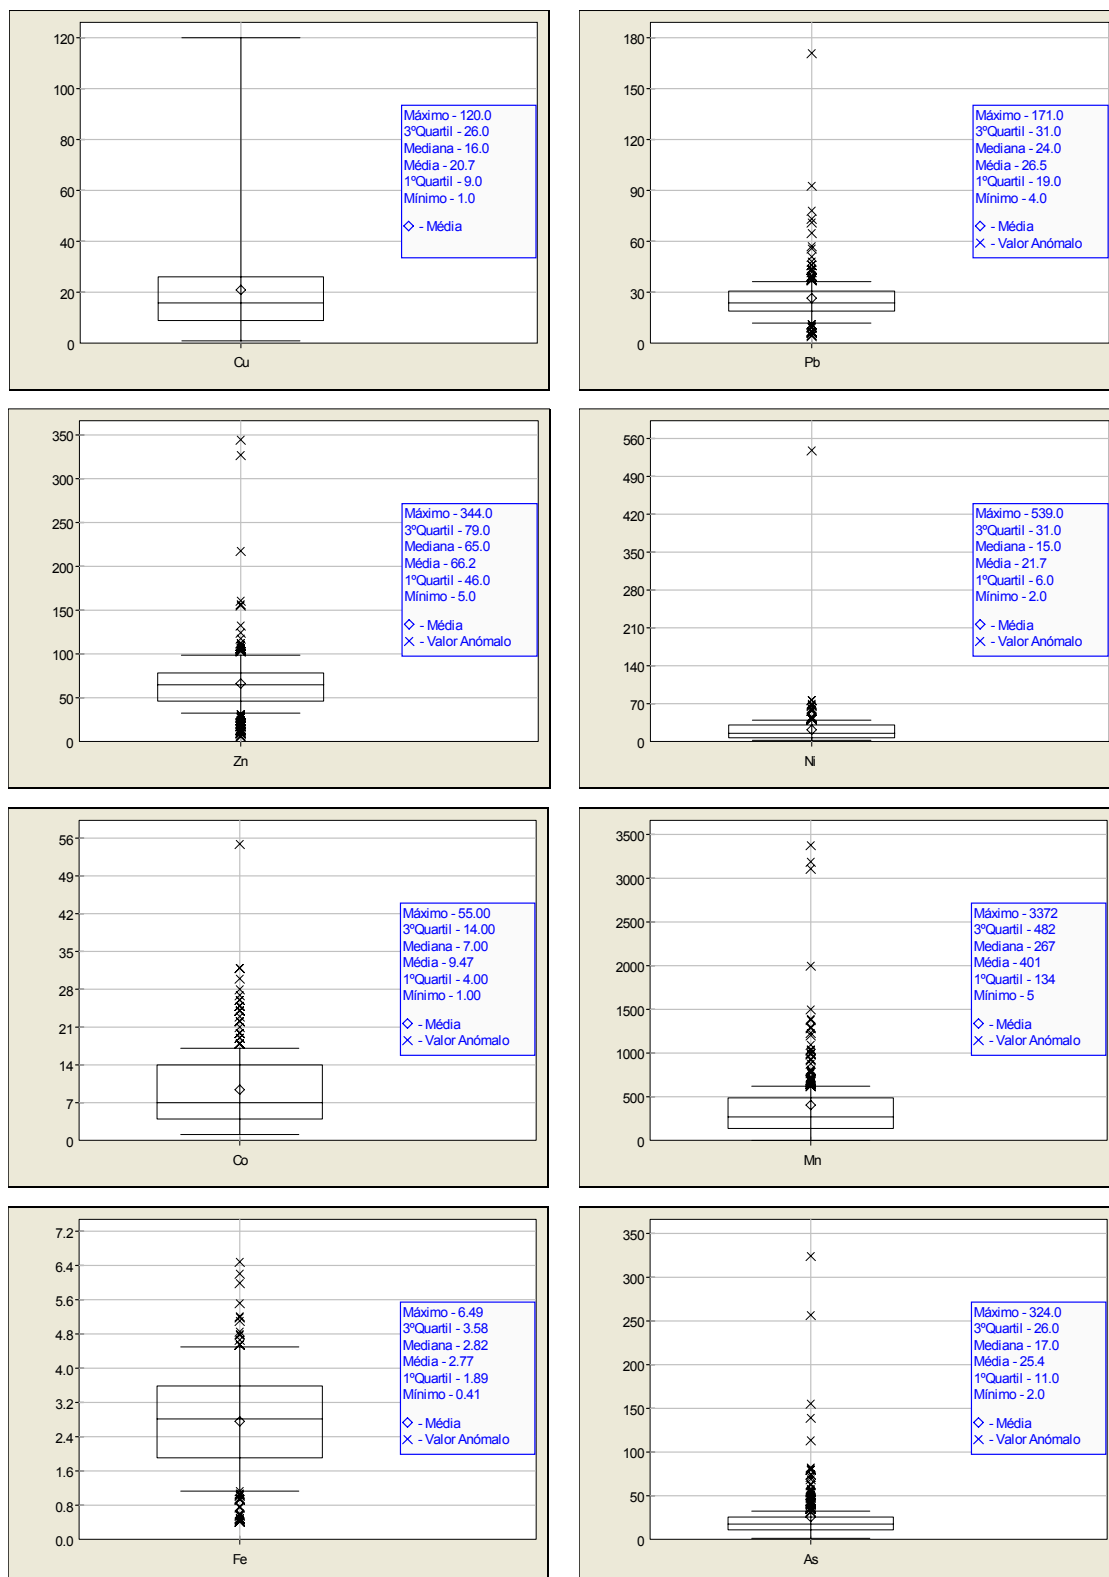 120
100
80
60
40
20
0
Cu
Máximo - 120.0
3ºQuartil - 26.0
Mediana - 16.0
Média - 20.7
1ºQuartil - 9.0
Mínimo - 1.0
- Média
180
150
120
90
60
30
0
Pb
Máximo - 171.0
3ºQuartil - 31.0
Mediana - 24.0
Média - 26.5
1ºQuartil - 19.0
Mínimo - 4.0
- Média
- Valor Anómalo
350
300
250
200
150
100
50
0
Zn
Máximo - 344.0
3ºQuartil - 79.0
Mediana - 65.0
Média - 66.2
1ºQuartil - 46.0
Mínimo - 5.0
- Média
- Valor Anómalo
560
490
420
350
280
210
140
70
0
Ni
Máximo - 539.0
3ºQuartil - 31.0
Mediana - 15.0
Média - 21.7
1ºQuartil - 6.0
Mínimo - 2.0
- Média
- Valor Anómalo
56
49
42
35
28
21
14
7
0
Co
Máximo - 55.00
3ºQuartil - 14.00
Mediana - 7.00
Média - 9.47
1ºQuartil - 4.00
Mínimo - 1.00
- Média
- Valor Anómalo
3500
3000
2500
2000
1500
1000
500
0
Mn
Máximo - 3372
3ºQuartil - 482
Mediana - 267
Média - 401
1ºQuartil - 134
Mínimo - 5
- Média
- Valor Anómalo
7.2
6.4
5.6
4.8
4.0
3.2
2.4
1.6
0.8
0.0
Fe
Máximo - 6.49
3ºQuartil - 3.58
Mediana - 2.82
Média - 2.77
1ºQuartil - 1.89
Mínimo - 0.41
- Média
- Valor Anómalo
350
300
250
200
150
100
50
0
As
Máximo - 324.0
3ºQuartil - 26.0
Mediana - 17.0
Média - 25.4
1ºQuartil - 11.0
Mínimo - 2.0
- Média
- Valor Anómalo